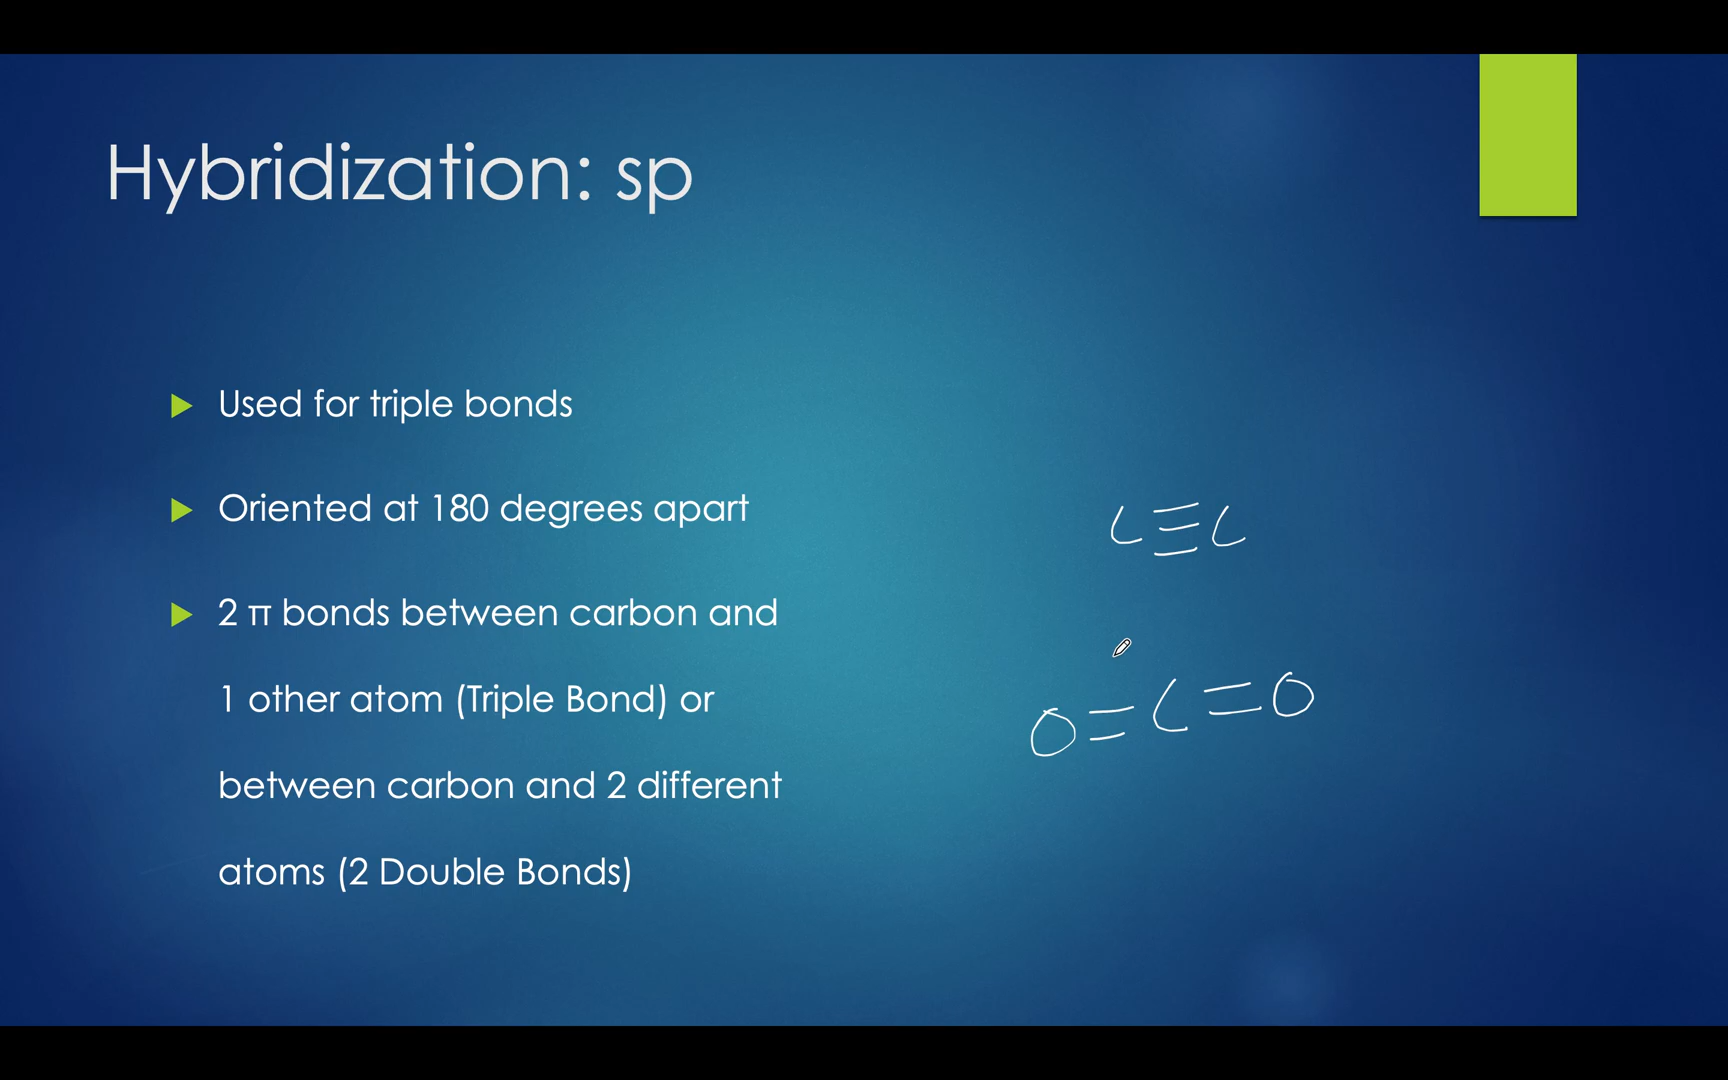 Hybridization: sp
Used for triple bonds
Oriented at 180 degrees apart
2 π bonds between carbon and
1 other atom (Triple Bond) or
between carbon and 2 different
atoms (2 Double Bonds)
C≡C
O=C=O